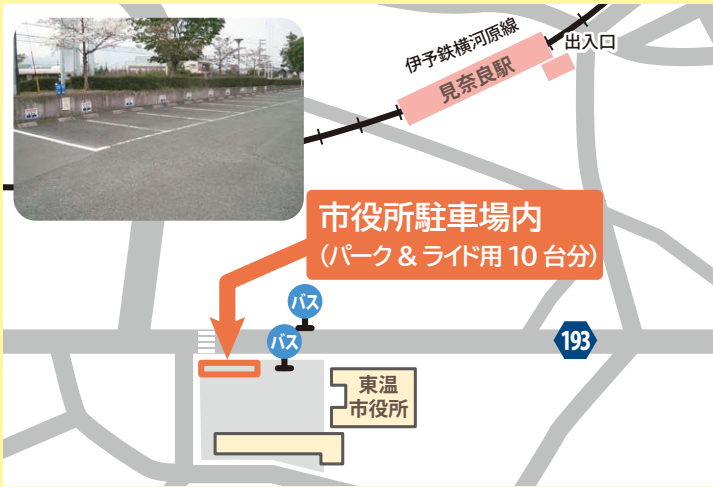 伊予鉄横河原線
見奈良駅
出入口
市役所駐車場内
（パーク & ライド用 10 台分）
バス
バス
193
東温
市役所